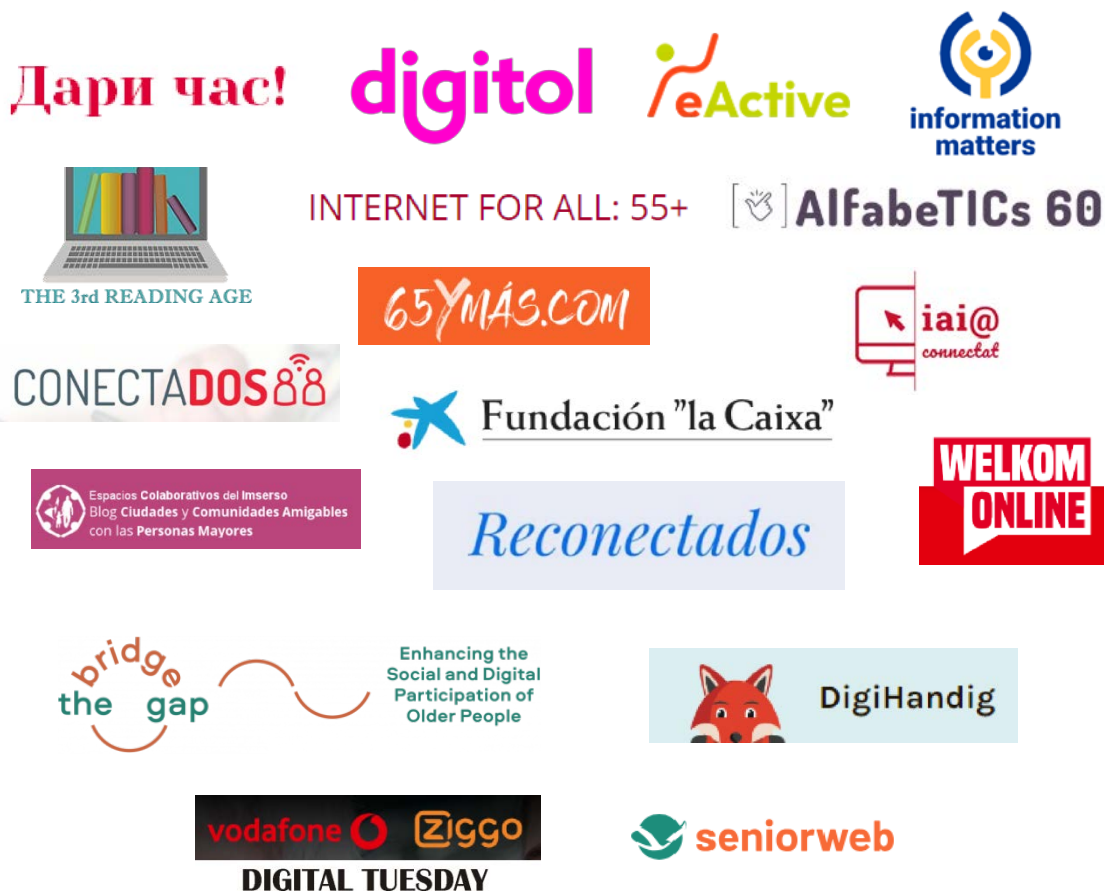 Дари час!
digitol
eActive
information
matters
THE 3rd READING AGE
INTERNET FOR ALL: 55+
[ ] AlfabeTICs 60
65YMÁS.COM
iai@
connectat
CONECTADOS
Fundación "la Caixa"
WELKOM
ONLINE
Espacios Colaborativos del Imserso
Blog Ciudades y Comunidades Amigables
con las Personas Mayores
Reconectados
bridge
the gap
Enhancing the
Social and Digital
Participation of
Older People
DigiHandig
vodafone Ziggo
DIGITAL TUESDAY
seniorweb